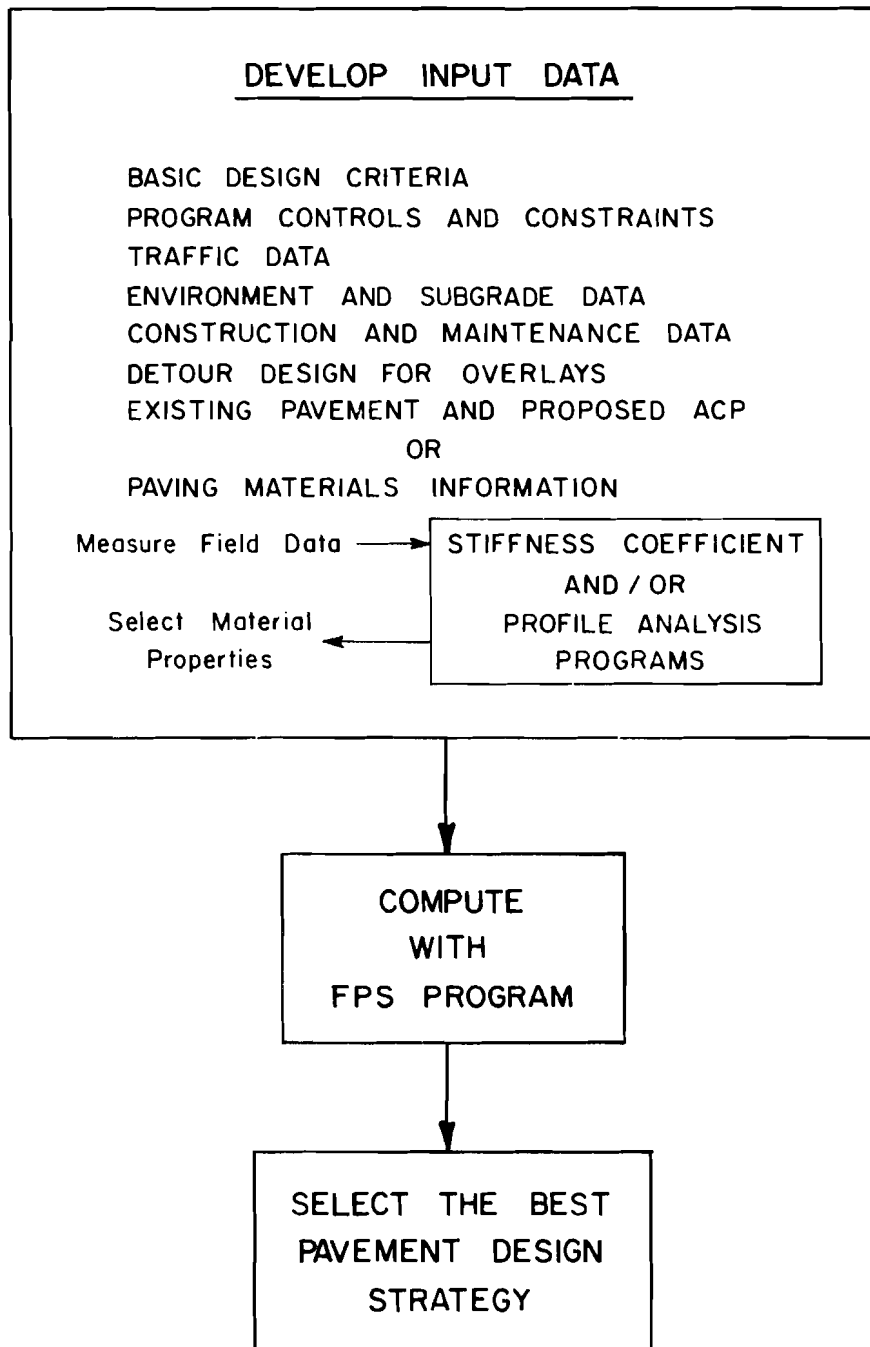 DEVELOP INPUT DATA
BASIC DESIGN CRITERIA
PROGRAM CONTROLS AND CONSTRAINTS
TRAFFIC DATA
ENVIRONMENT AND SUBGRADE DATA
CONSTRUCTION AND MAINTENANCE DATA
DETOUR DESIGN FOR OVERLAYS
EXISTING PAVEMENT AND PROPOSED ACP
OR
PAVING MATERIALS INFORMATION
Measure Field Data
STIFFNESS COEFFICIENT
AND / OR
PROFILE ANALYSIS
PROGRAMS
Select Material
Properties
COMPUTE
WITH
FPS PROGRAM
SELECT THE BEST
PAVEMENT DESIGN
STRATEGY